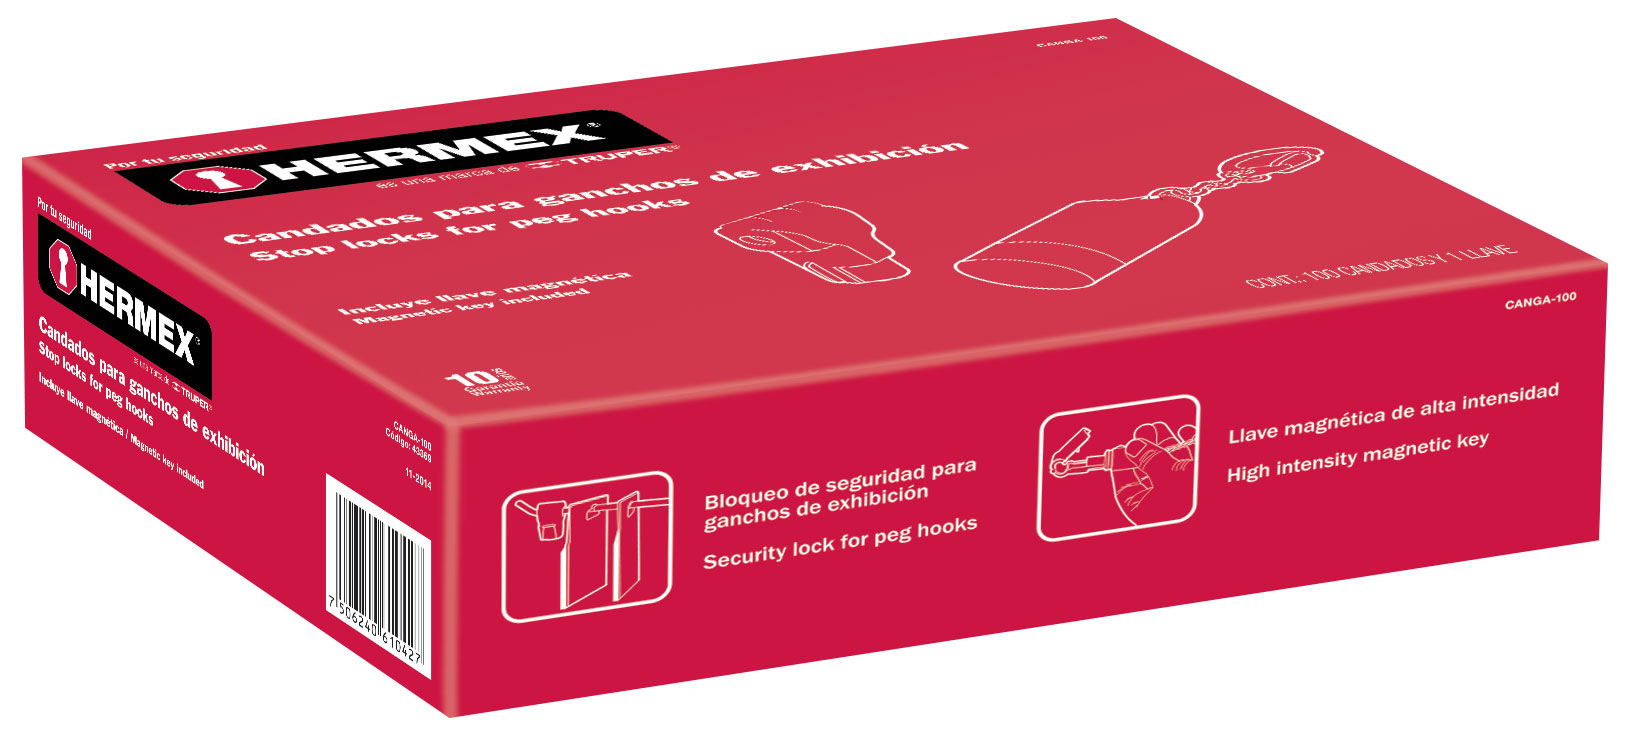 CANGA-100
Por tu seguridad
HERMEX®
es una marca de TRUPER®
Candados para ganchos de exhibición
Stop locks for peg hooks
Incluye llave magnética
Magnetic key included
10 años
Garantía
Warranty
CONT.: 100 CANDADOS Y 1 LLAVE
Por tu seguridad
HERMEX®
es una marca de TRUPER®
Candados para ganchos de exhibición
Stop locks for peg hooks
Incluye llave magnética / Magnetic key included
CANGA-100
Código: 43369
11-2014
7 506240 610427
CANGA-100
Bloqueo de seguridad para
ganchos de exhibición
Security lock for peg hooks
Llave magnética de alta intensidad
High intensity magnetic key